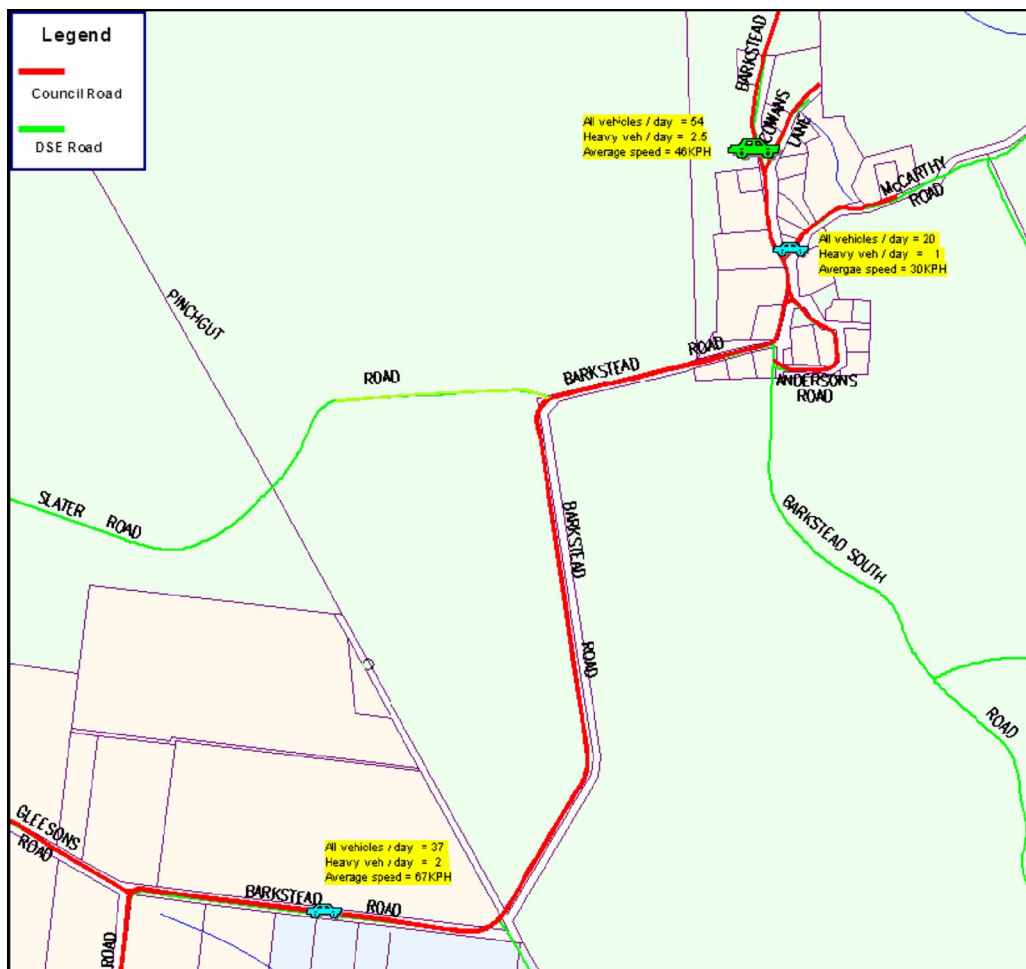 Legend
Council Road
DSE Road
BARKSTEAD
COWANS
LANE
All vehicles / day = 54
Heavy veh / day = 2.5
Average speed = 46KPH
McCARTHY
ROAD
All vehicles / day = 20
Heavy veh / day = 1
Avergae speed = 30KPH
PINCHGUT
ROAD
BARKSTEAD
ROAD
ANDERSONS
ROAD
SLATER
ROAD
BARKSTEAD
ROAD
BARKSTEAD SOUTH
ROAD
GLEESONS
ROAD
All vehicles / day = 37
Heavy veh / day = 2
Average speed = 67KPH
BARKSTEAD
ROAD
ROAD